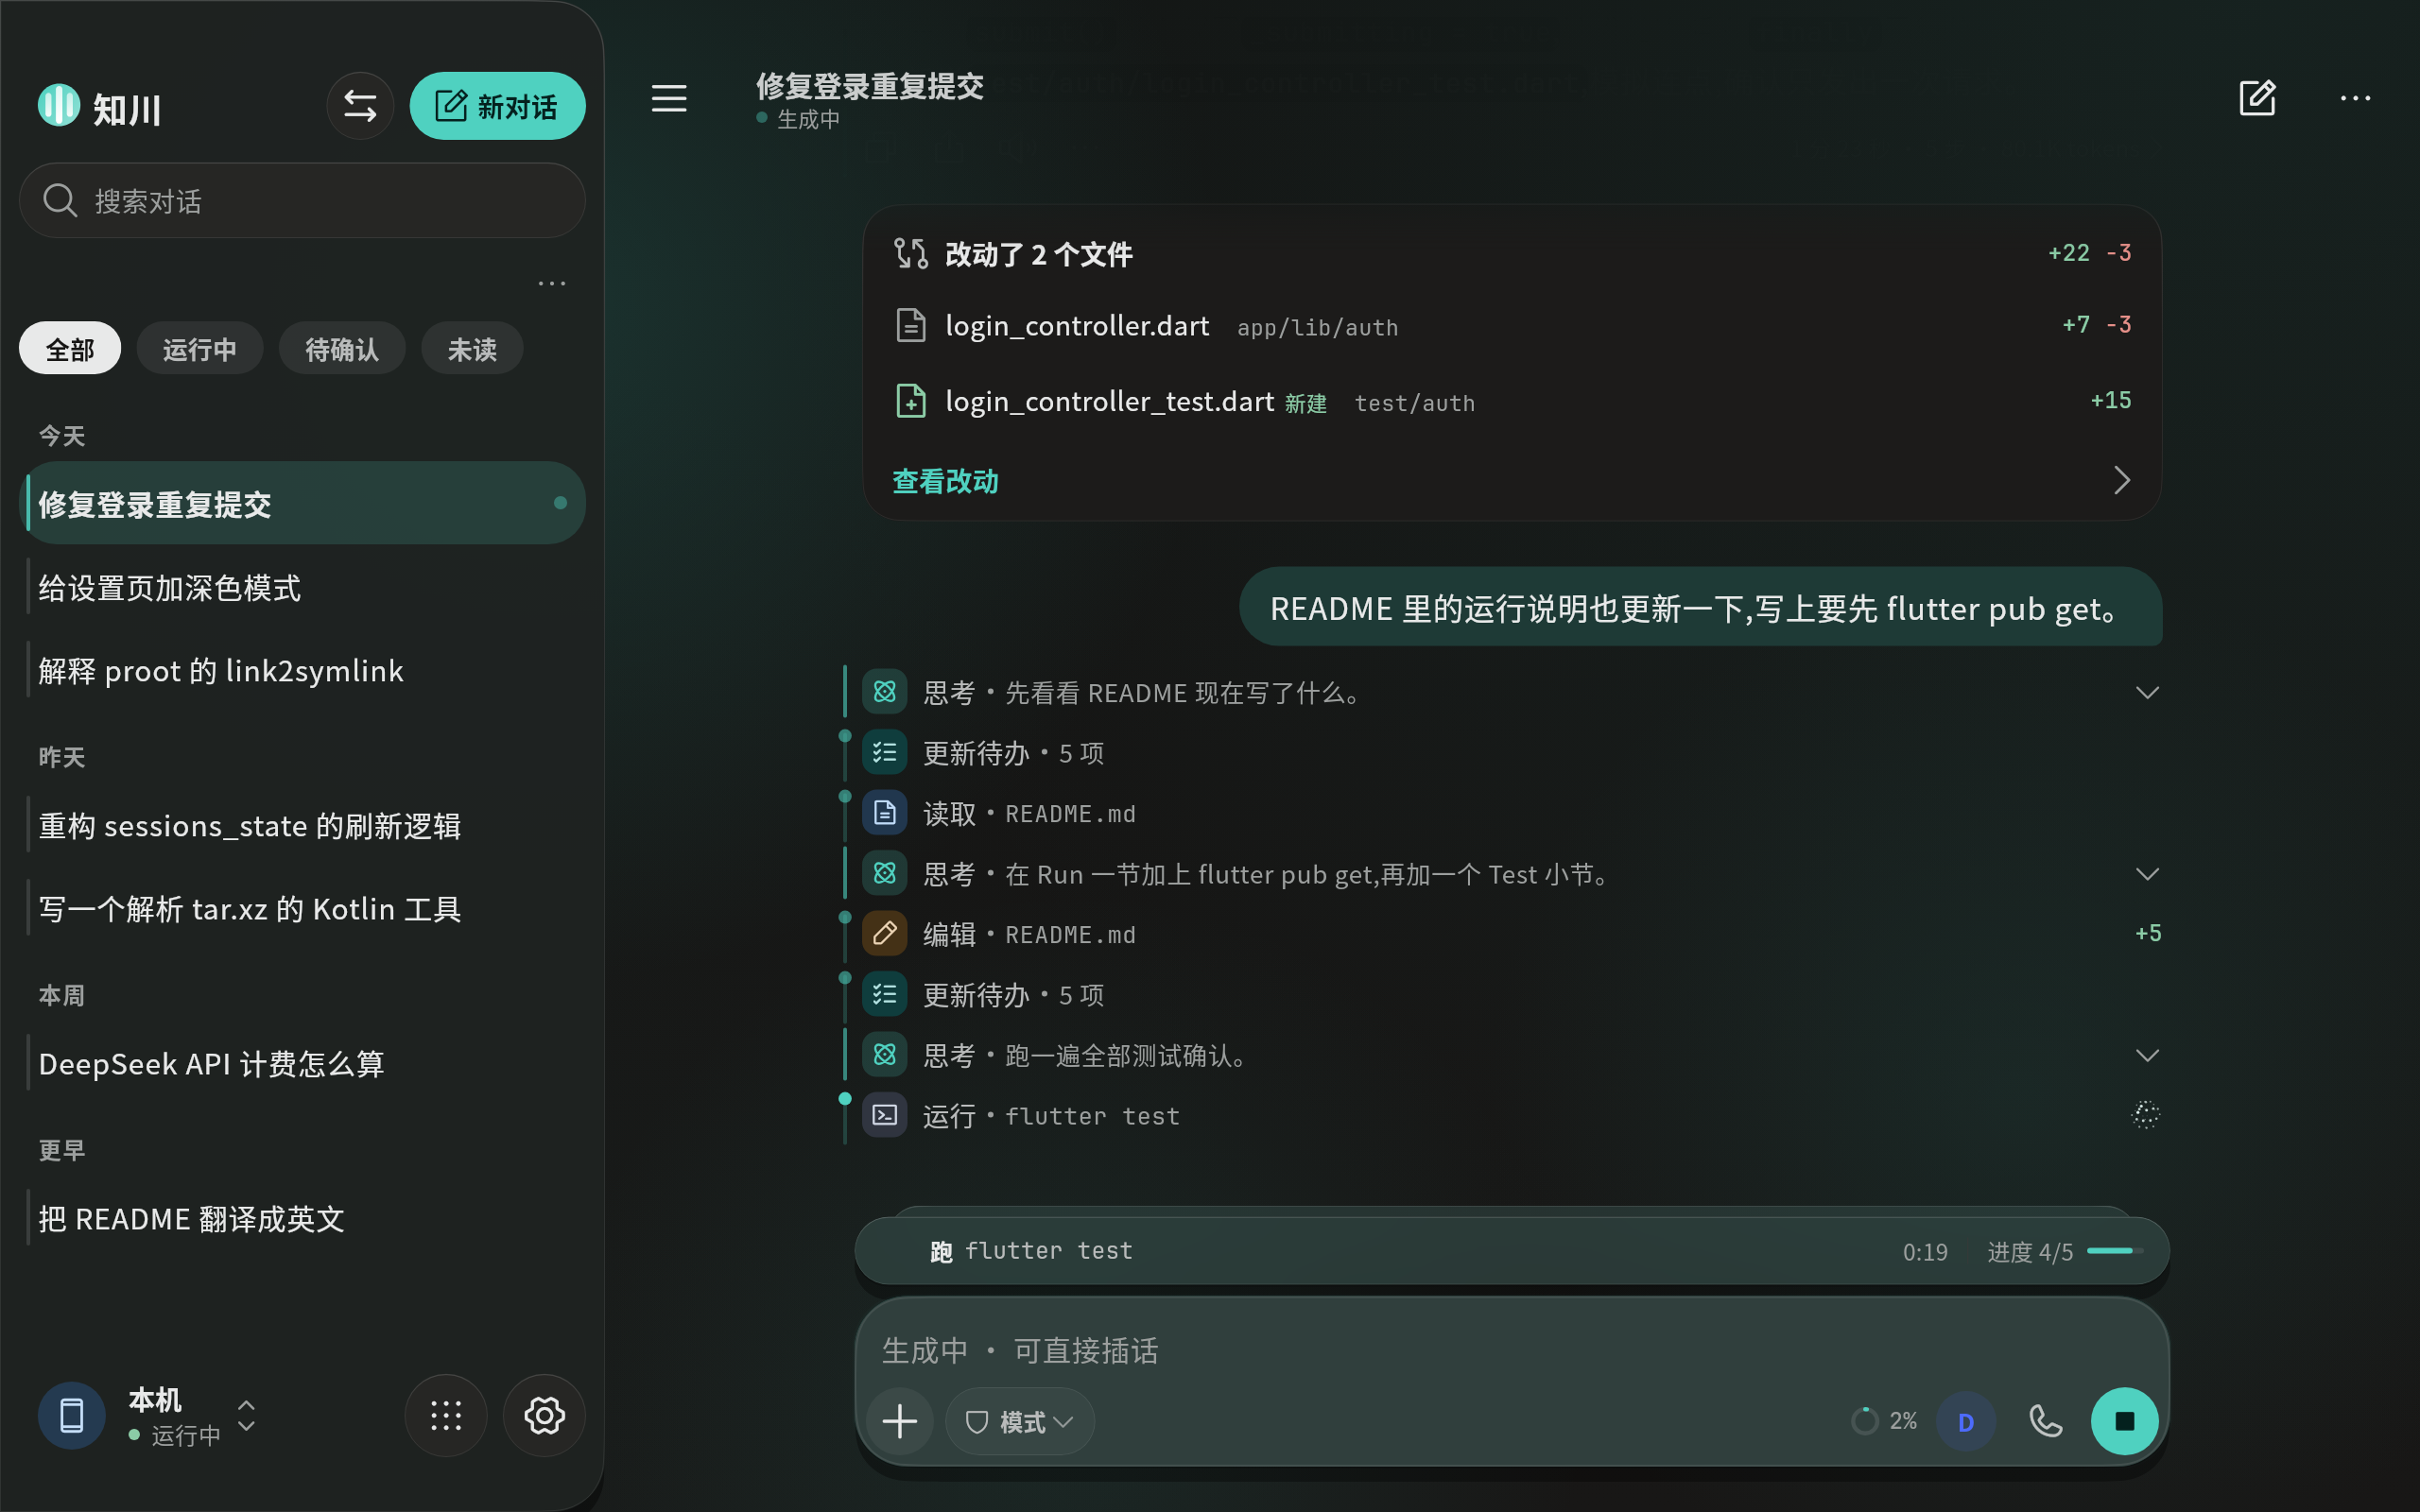 知川
新对话
搜索对话
全部 运行中 待确认 未读
今天
修复登录重复提交
给设置页加深色模式
解释 proot 的 link2symlink
昨天
重构 sessions_state 的刷新逻辑
写一个解析 tar.xz 的 Kotlin 工具
本周
DeepSeek API 计费怎么算
更早
把 README 翻译成英文
本机
运行中
修复登录重复提交
生成中
改动了 2 个文件 +22 -3
login_controller.dart app/lib/auth +7 -3
login_controller_test.dart 新建 test/auth +15
查看改动
README 里的运行说明也更新一下,写上要先 flutter pub get。
思考 • 先看看 README 现在写了什么。
更新待办 • 5 项
读取 • README.md
思考 • 在 Run 一节加上 flutter pub get,再加一个 Test 小节。
编辑 • README.md +5
更新待办 • 5 项
思考 • 跑一遍全部测试确认。
运行 • flutter test
跑 flutter test 0:19 进度 4/5
生成中 • 可直接插话
模式 2% D